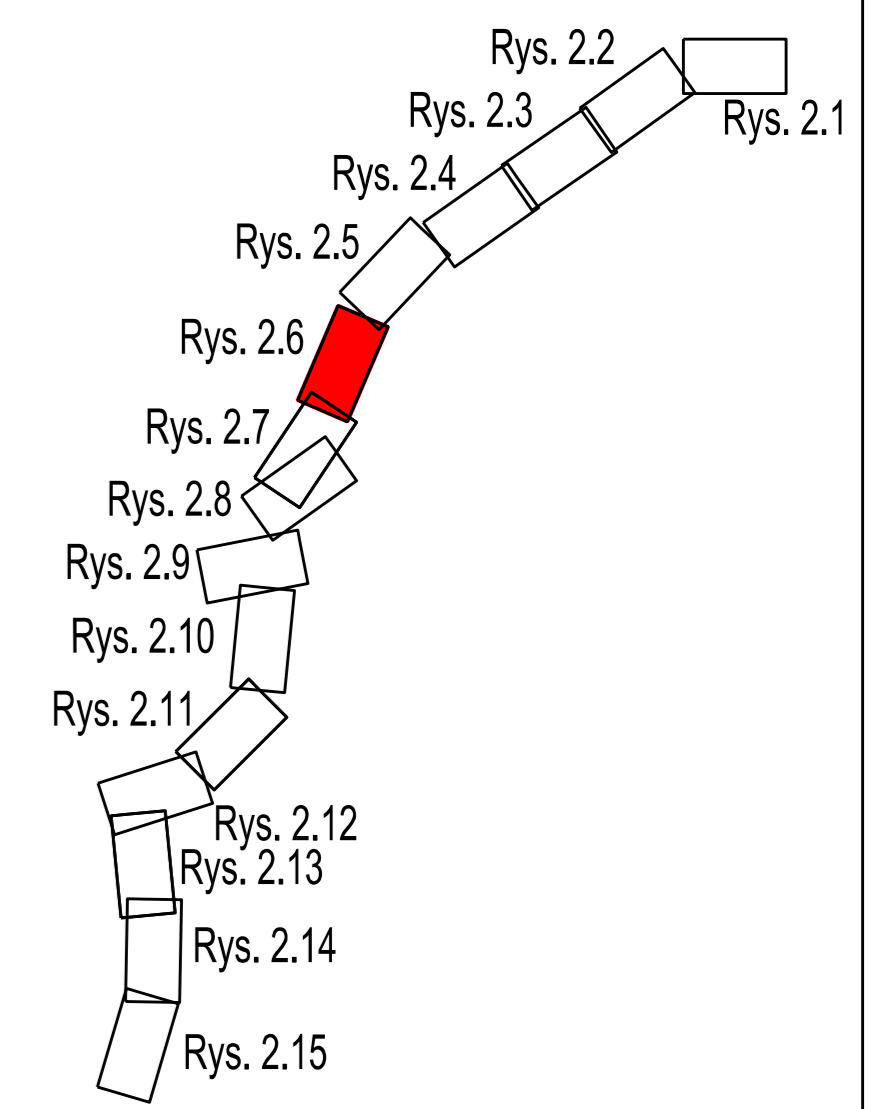 Rys. 2.2
Rys. 2.1
Rys. 2.3
Rys. 2.4
Rys. 2.5
Rys. 2.6
Rys. 2.7
Rys. 2.8
Rys. 2.9
Rys. 2.10
Rys. 2.11
Rys. 2.12
Rys. 2.13
Rys. 2.14
Rys. 2.15